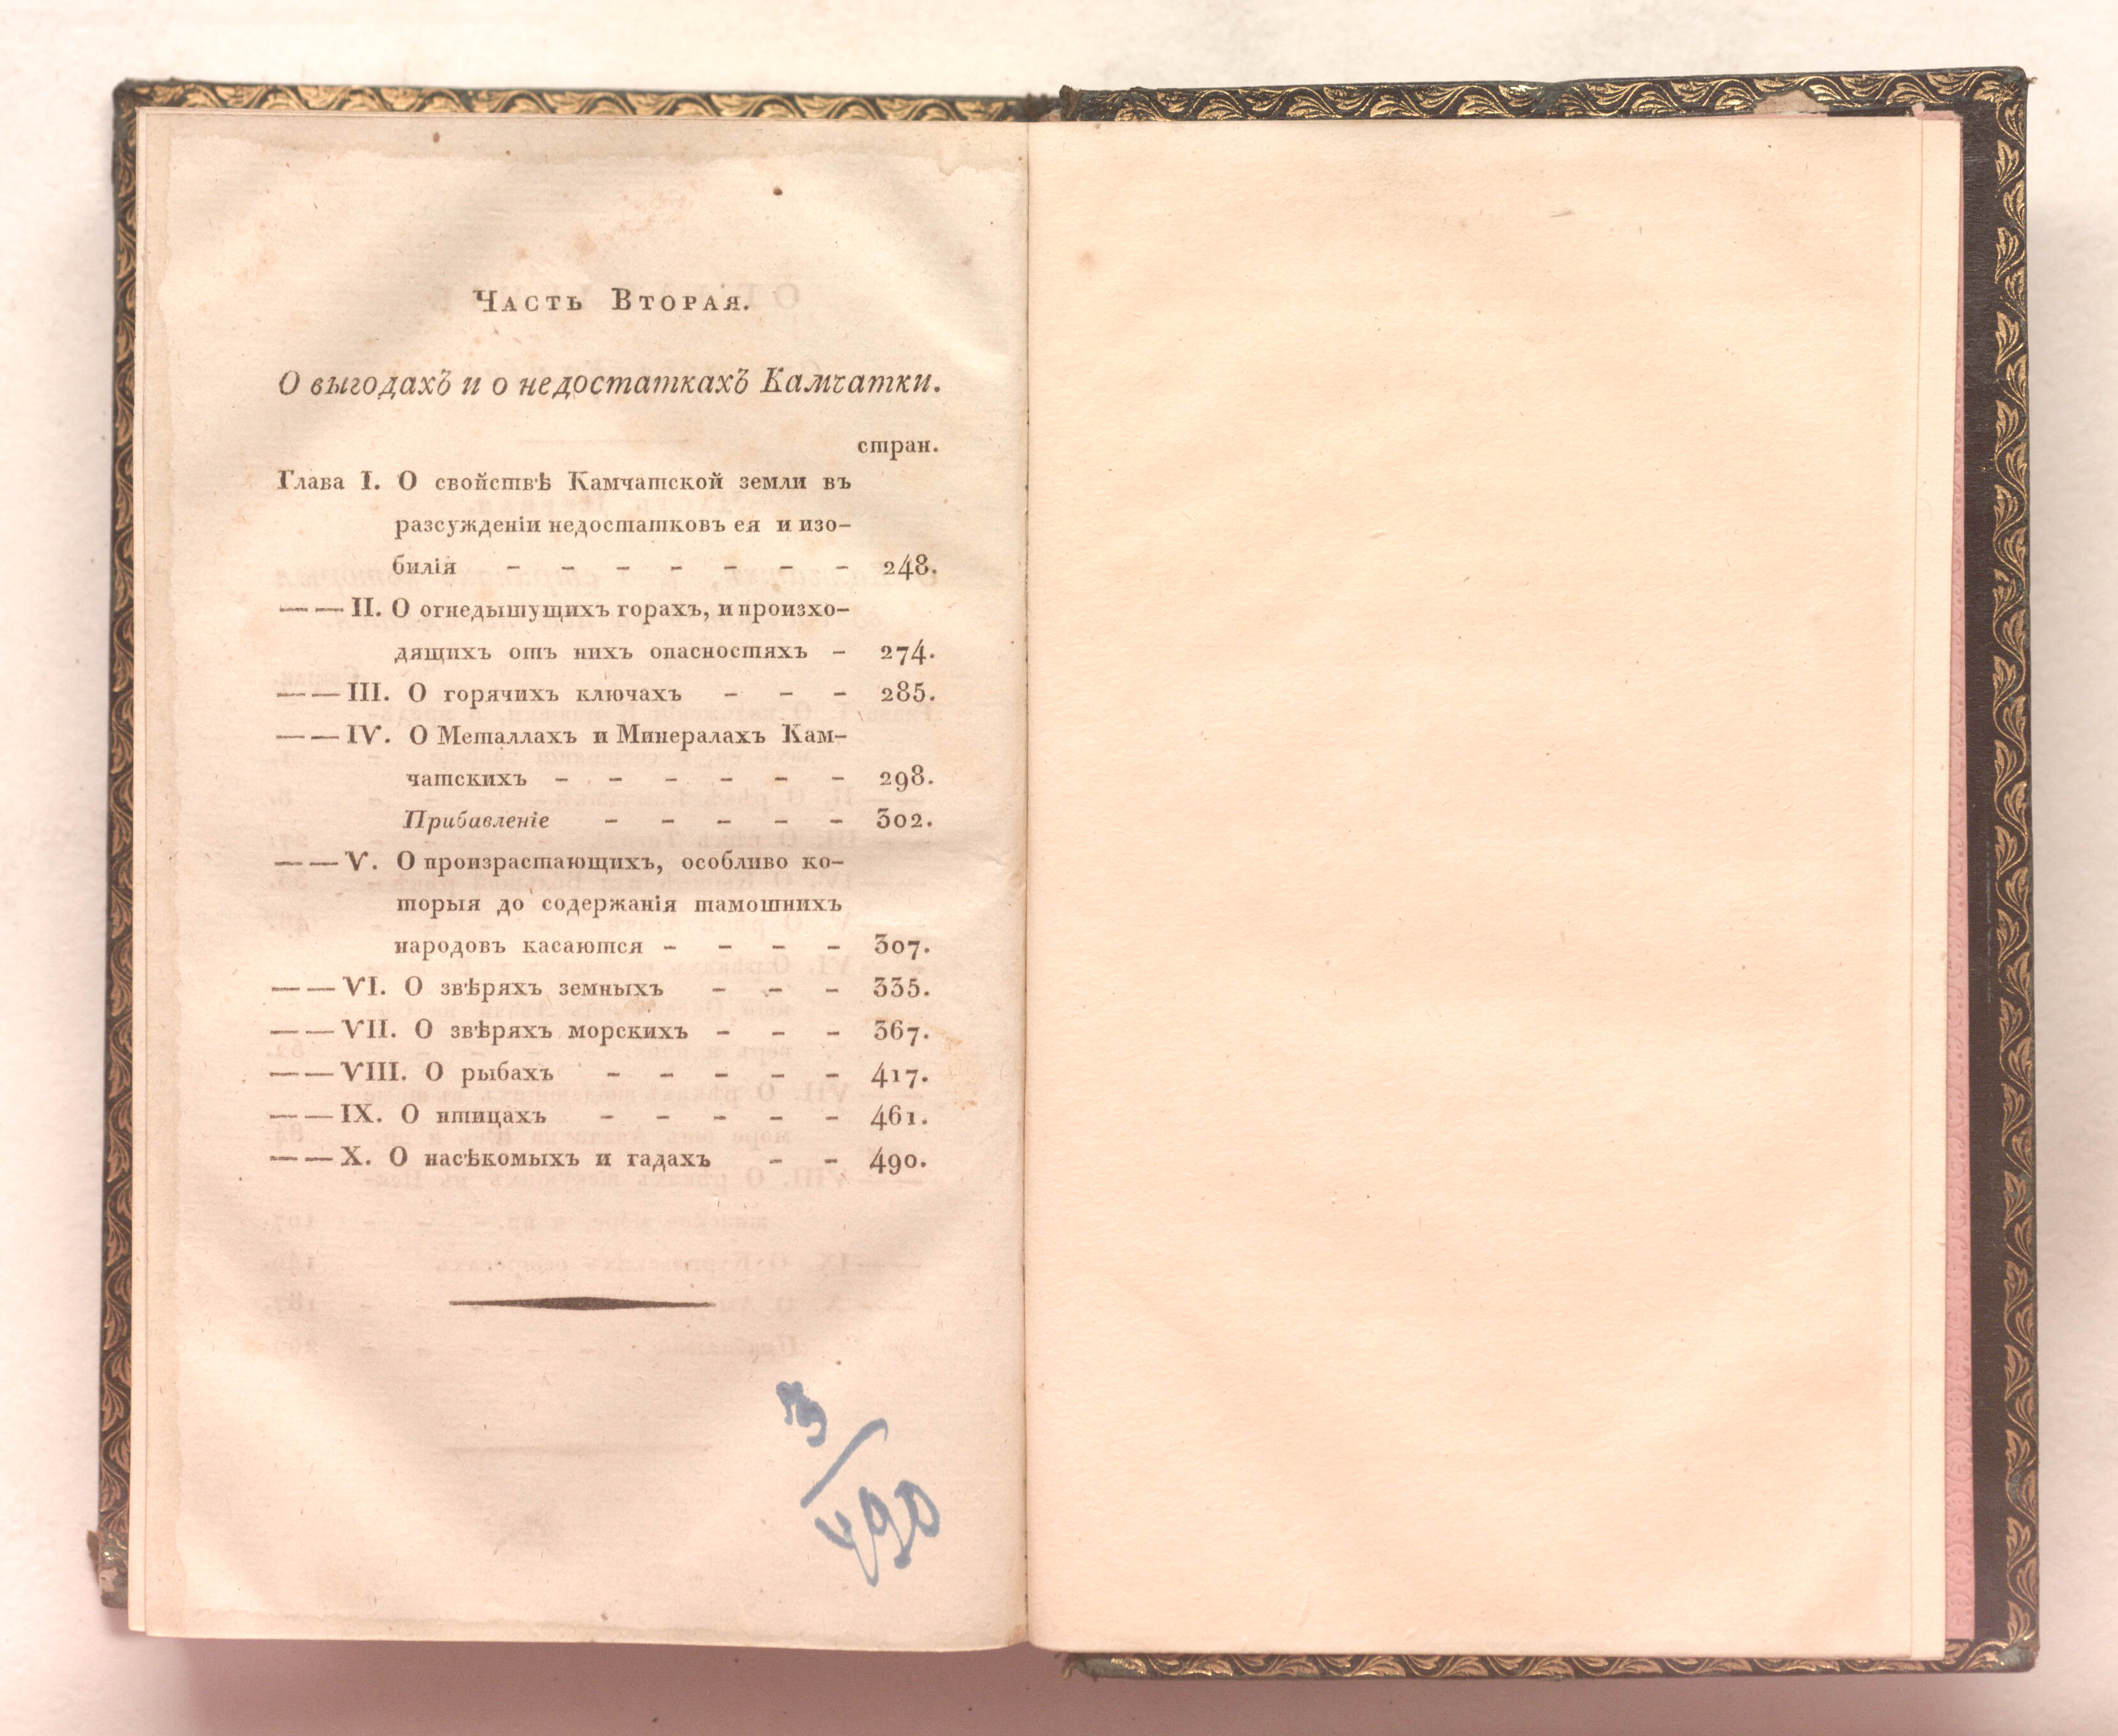 Часть Вторая.
О выгодахъ и о недостаткахъ Камчатки.
стран.
Глава I. О свойствѣ Камчатской земли въ
разсужденіи недостатковъ ея и изо-
билія - - - - - - - 248.
— — II. О огнедышущихъ горахъ, и произхо-
дящихъ отъ нихъ опасностяхъ - 274.
— — III. О горячихъ ключахъ - - - 285.
— — IV. О Металлахъ и Минералахъ Кам-
чатскихъ - - - - - - 298.
Прибавленіе - - - - - 302.
— — V. О произрастающихъ, особливо ко-
торыя до содержанія тамошнихъ
народовъ касаются - - - - 307.
— — VI. О звѣряхъ земныхъ - - - 335.
— — VII. О звѣряхъ морскихъ - - - 367.
— — VIII. О рыбахъ - - - - - 417.
— — IX. О птицахъ - - - - - 461.
— — X. О насѣкомыхъ и гадахъ - - 490.
3/490